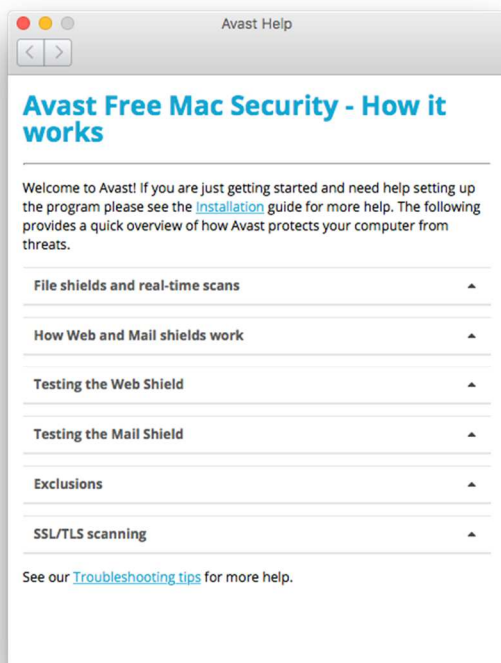 Avast Help
Avast Free Mac Security - How it
works
Welcome to Avast! If you are just getting started and need help setting up
the program please see the Installation guide for more help. The following
provides a quick overview of how Avast protects your computer from
threats.
File shields and real-time scans
How Web and Mail shields work
Testing the Web Shield
Testing the Mail Shield
Exclusions
SSL/TLS scanning
See our Troubleshooting tips for more help.